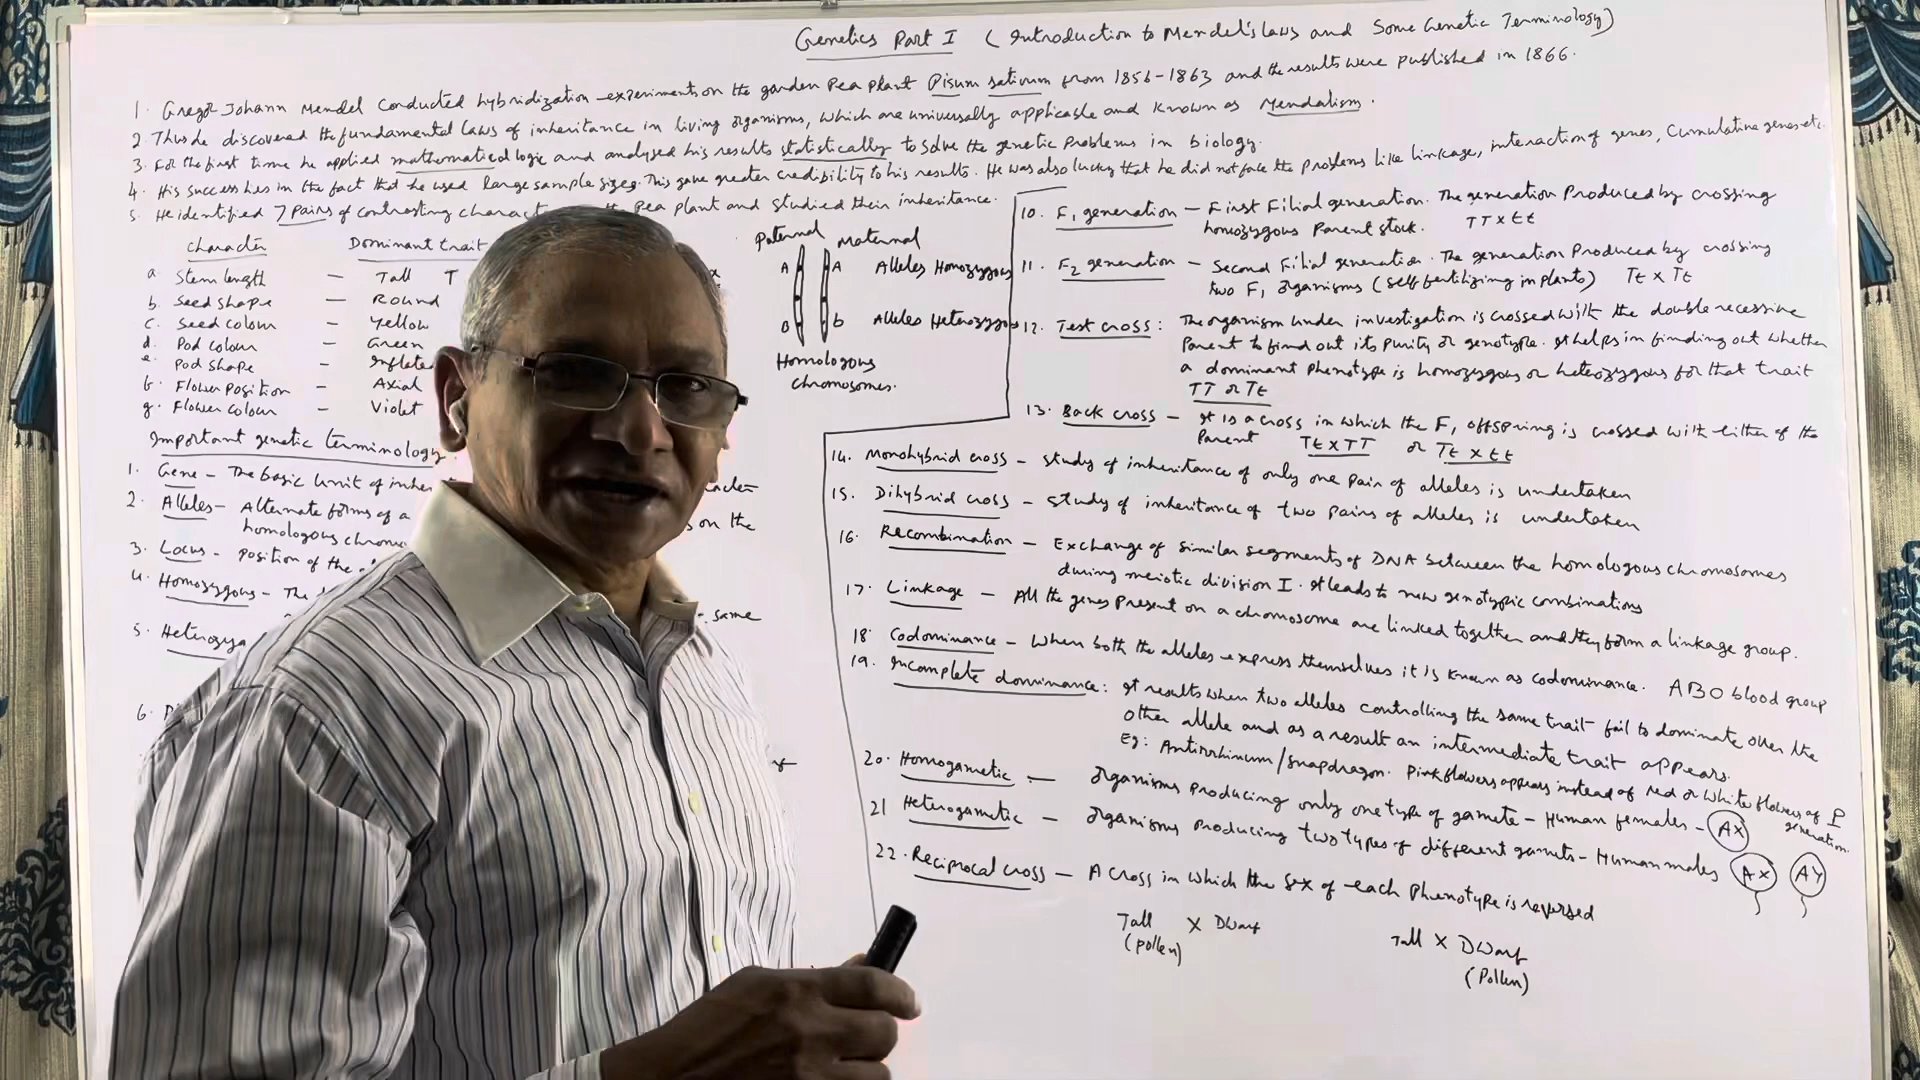 Genetics Part I (Introduction to Mendel's laws and Some Genetic Terminology)
1. Gregor Johann Mendel conducted hybridization experiments on the garden Pea plant Pisum sativum from 1856-1863 and the results were published in 1866.
2. Thus he discovered the fundamental laws of inheritance in living organisms, which are universally applicable and known as Mendalism.
3. For the first time he applied mathematical logic and analysed his results statistically to solve the genetic problems in biology.
4. His success lies in the fact that he used large sample sizes. This gave greater credibility to his results. He was also lucky that he did not face the problems like linkage, interaction of genes, Cumulative genes etc.
5. He identified 7 pairs of contrasting charact Pea plant and studied their inheritance.
Character Dominant trait
a. Stem length – Tall T
b. Seed shape – Round
c. Seed colour – Yellow
d. Pod colour – Green
e. Pod shape – Inflated
f. Flower position – Axial
g. Flower colour – Violet
Paternal Maternal
A A Alleles Homozygous
B b Alleles Heterozygous
Homologous
chromosomes.
Important genetic terminology
1. Gene – The basic unit of inher
2. Alleles – Alternate forms of a s on the
homologous chromo
3. Locus – position of the
4. Homozygous – The same
5. Heterozyg
6.
10. F1 generation – First Filial generation. The generation produced by crossing
homozygous Parent stock. TT x tt
11. F2 generation – Second Filial generation. The generation Produced by crossing
two F1 organisms (self fertilizing in plants) Tt x Tt
12. Test cross: The organism under investigation is crossed with the double recessive
Parent to find out its purity or genotype. It helps in finding out whether
a dominant phenotype is homozygous or heterozygous for that trait
TT or Tt
13. Back cross – It is a cross in which the F1 offspring is crossed with either of the
Parent Tt x TT or Tt x tt
14. Monohybrid cross – study of inheritance of only one pair of alleles is undertaken
15. Dihybrid cross – study of inheritance of two pairs of alleles is undertaken
16. Recombination – Exchange of similar segments of DNA between the homologous chromosomes
during meiotic division I. It leads to new genotypic combinations
17. Linkage – All the genes present on a chromosome are linked together and they form a linkage group.
18. Codominance – When both the alleles express themselves it is known as codominance. ABO blood group
19. Incomplete dominance: It results when two alleles controlling the same trait fail to dominate over the
other allele and as a result an intermediate trait appears.
Eg: Antirrhinum/Snapdragon. Pink flowers appears instead of red or white flowers of P
generation.
20. Homogametic – organisms producing only one type of gamete – Human females – AX
21 Heterogametic – organisms producing two types of different gamets – Human males AX AY
22. Reciprocal cross – A cross in which the sex of each Phenotype is reversed
Tall x Dwarf Tall x Dwarf
(pollen) (Pollen)